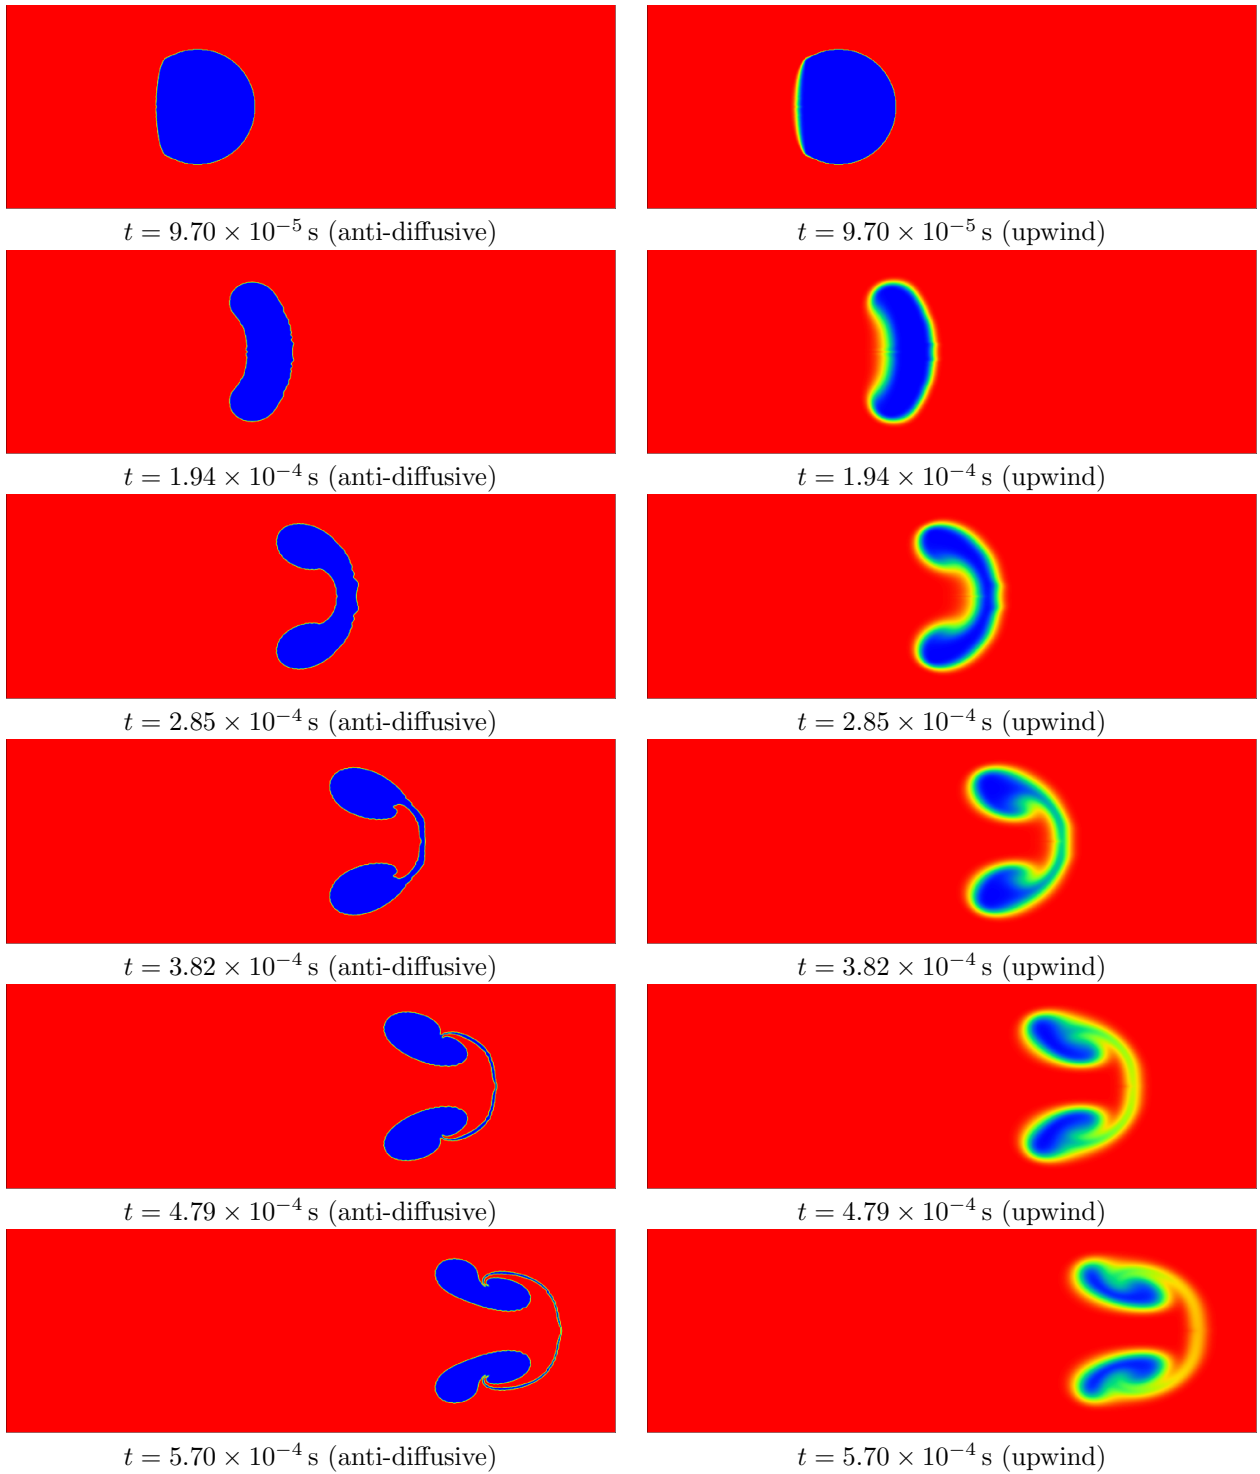 t = 9.70 × 10⁻⁵ s (anti-diffusive)
t = 9.70 × 10⁻⁵ s (upwind)
t = 1.94 × 10⁻⁴ s (anti-diffusive)
t = 1.94 × 10⁻⁴ s (upwind)
t = 2.85 × 10⁻⁴ s (anti-diffusive)
t = 2.85 × 10⁻⁴ s (upwind)
t = 3.82 × 10⁻⁴ s (anti-diffusive)
t = 3.82 × 10⁻⁴ s (upwind)
t = 4.79 × 10⁻⁴ s (anti-diffusive)
t = 4.79 × 10⁻⁴ s (upwind)
t = 5.70 × 10⁻⁴ s (anti-diffusive)
t = 5.70 × 10⁻⁴ s (upwind)